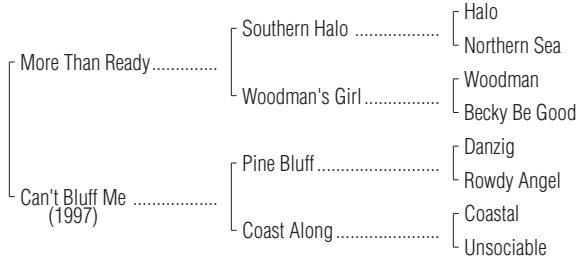 Halo
Southern Halo ..................
Northern Sea
More Than Ready..............
Woodman
Woodman's Girl................
Becky Be Good
Danzig
Pine Bluff..........................
Rowdy Angel
Can't Bluff Me ..................
(1997)
Coastal
Coast Along......................
Unsociable